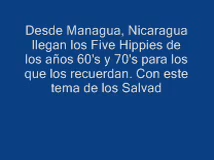 Desde Managua, Nicaragua
llegan los Five Hippies de
los años 60's y 70's para los
que los recuerdan. Con este
tema de los Salvad